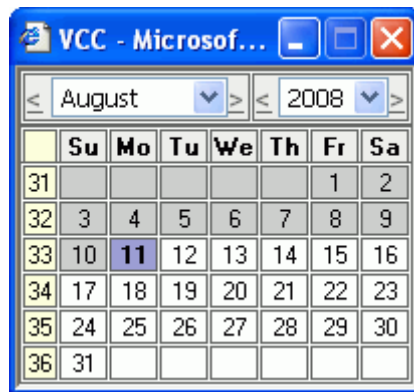 VCC - Microsof...
< August > < 2008 >
Su Mo Tu We Th Fr Sa
31 1 2
32 3 4 5 6 7 8 9
33 10 11 12 13 14 15 16
34 17 18 19 20 21 22 23
35 24 25 26 27 28 29 30
36 31